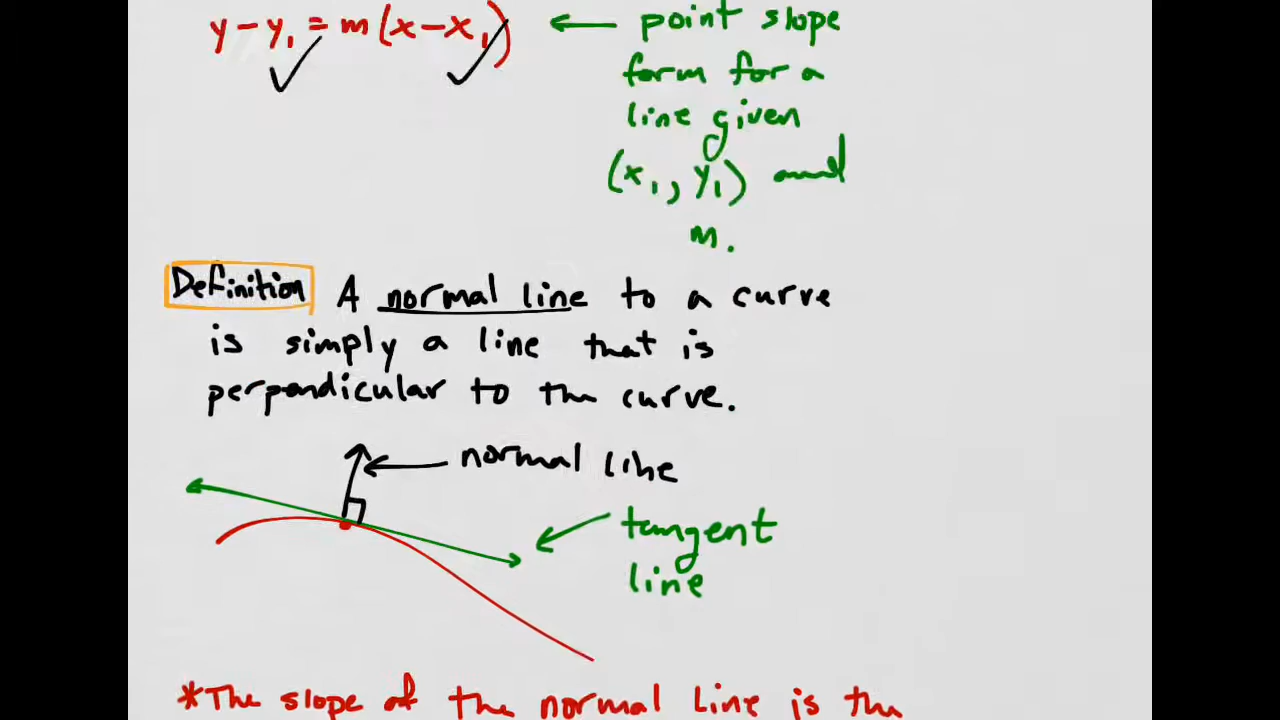 y-y₁ = m(x-x₁) ← point slope
form for a
line given
(x₁, y₁) and
m.
Definition A normal line to a curve
is simply a line that is
perpendicular to the curve.
normal line
tangent
line
*The slope of the normal line is the